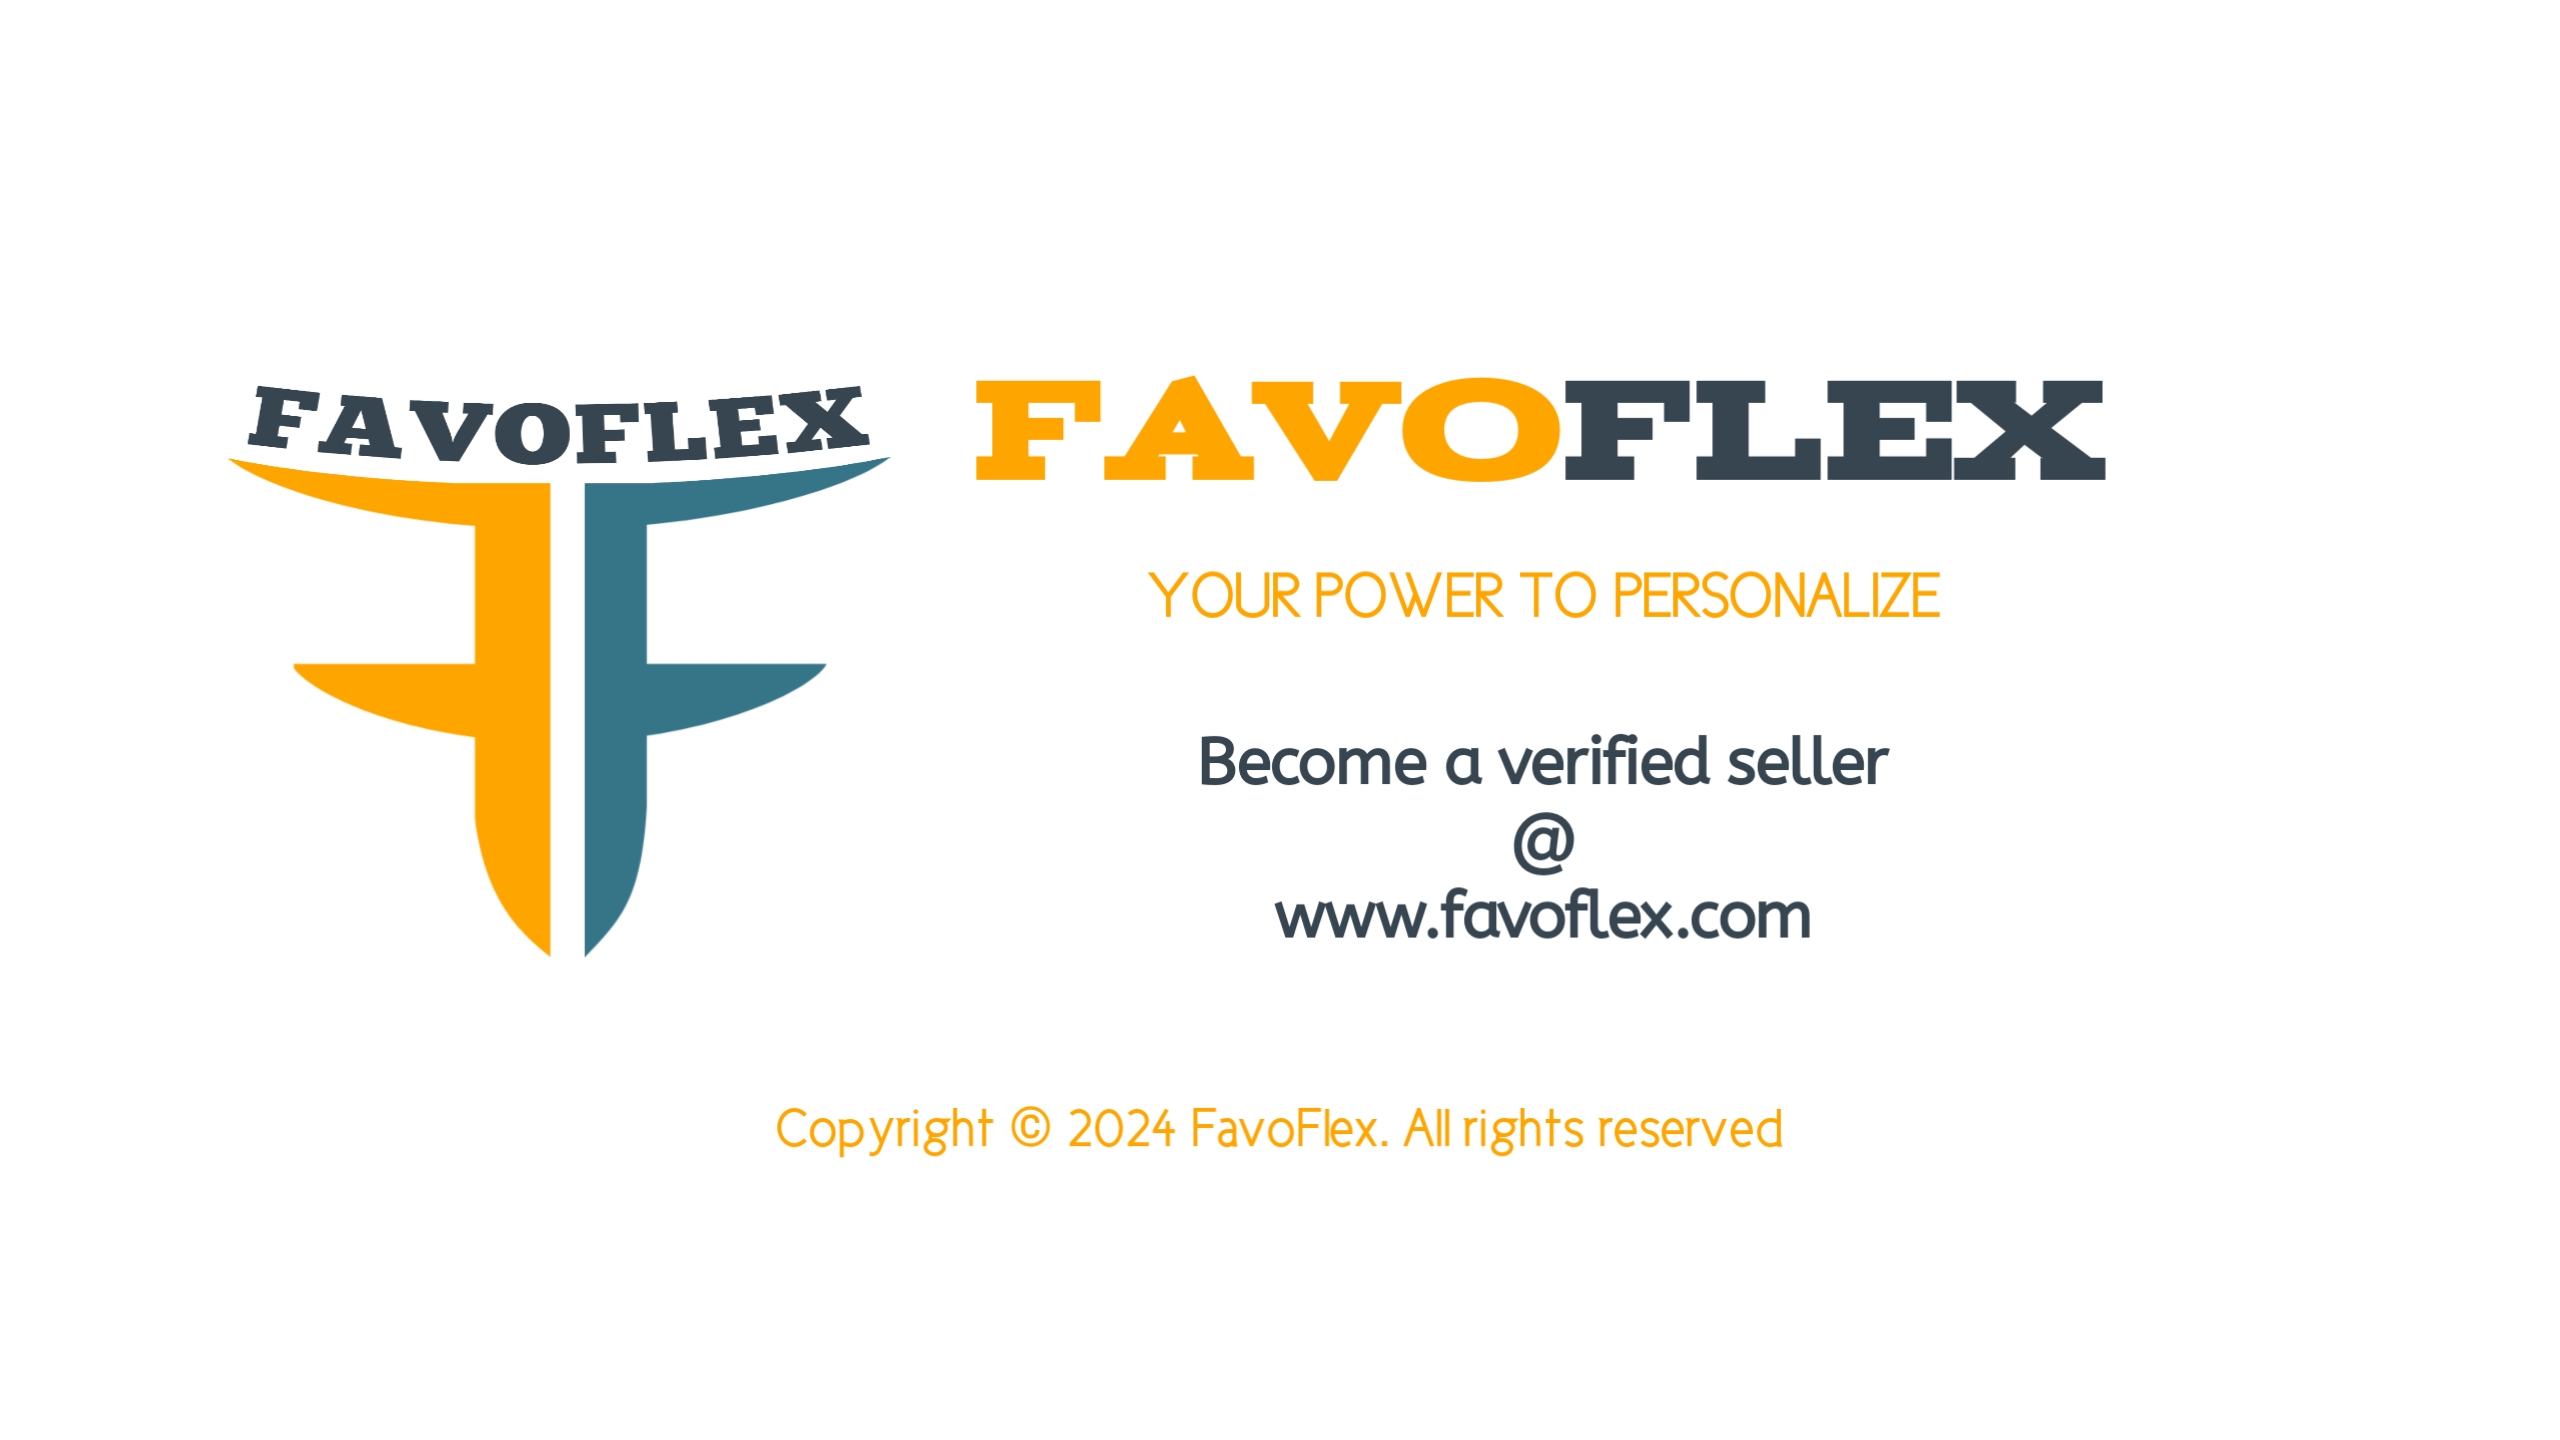 FAVOFLEX
FAVOFLEX
YOUR POWER TO PERSONALIZE
Become a verified seller
@
www.favoflex.com
Copyright © 2024 FavoFlex. All rights reserved